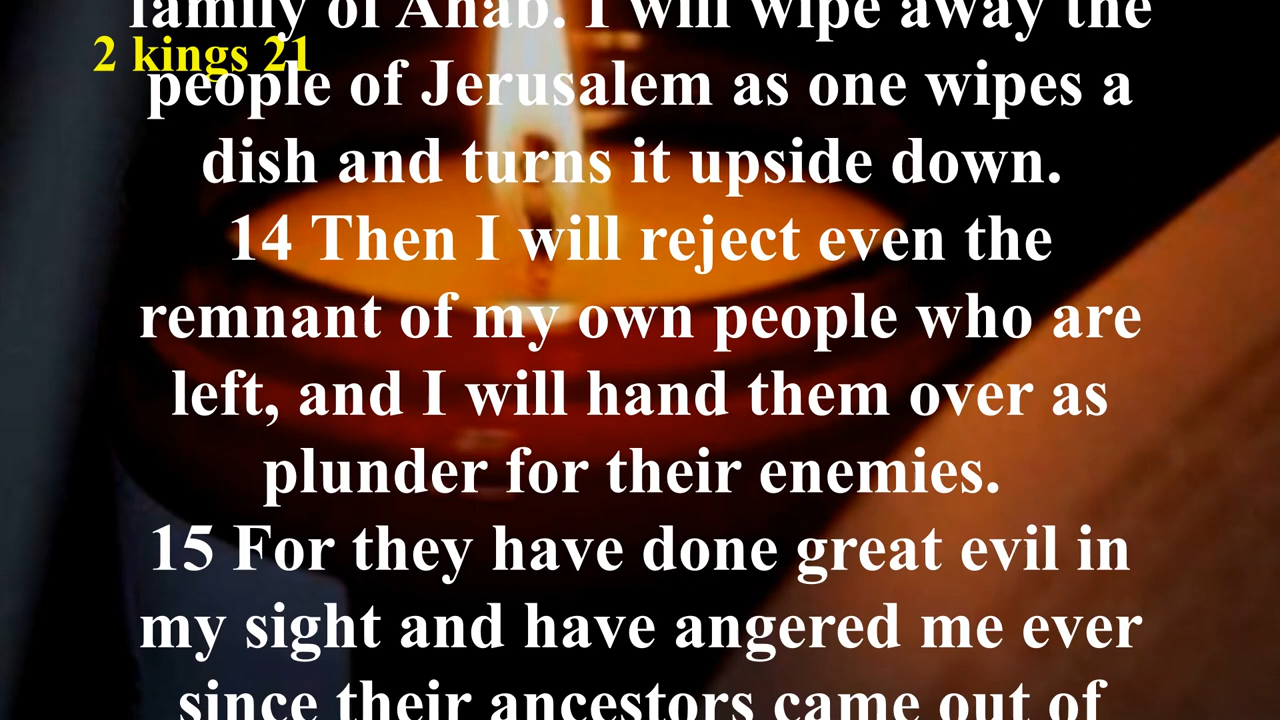 family of Ahab. I will wipe away the
2 kings 21
people of Jerusalem as one wipes a
dish and turns it upside down.
14 Then I will reject even the
remnant of my own people who are
left, and I will hand them over as
plunder for their enemies.
15 For they have done great evil in
my sight and have angered me ever
since their ancestors came out of